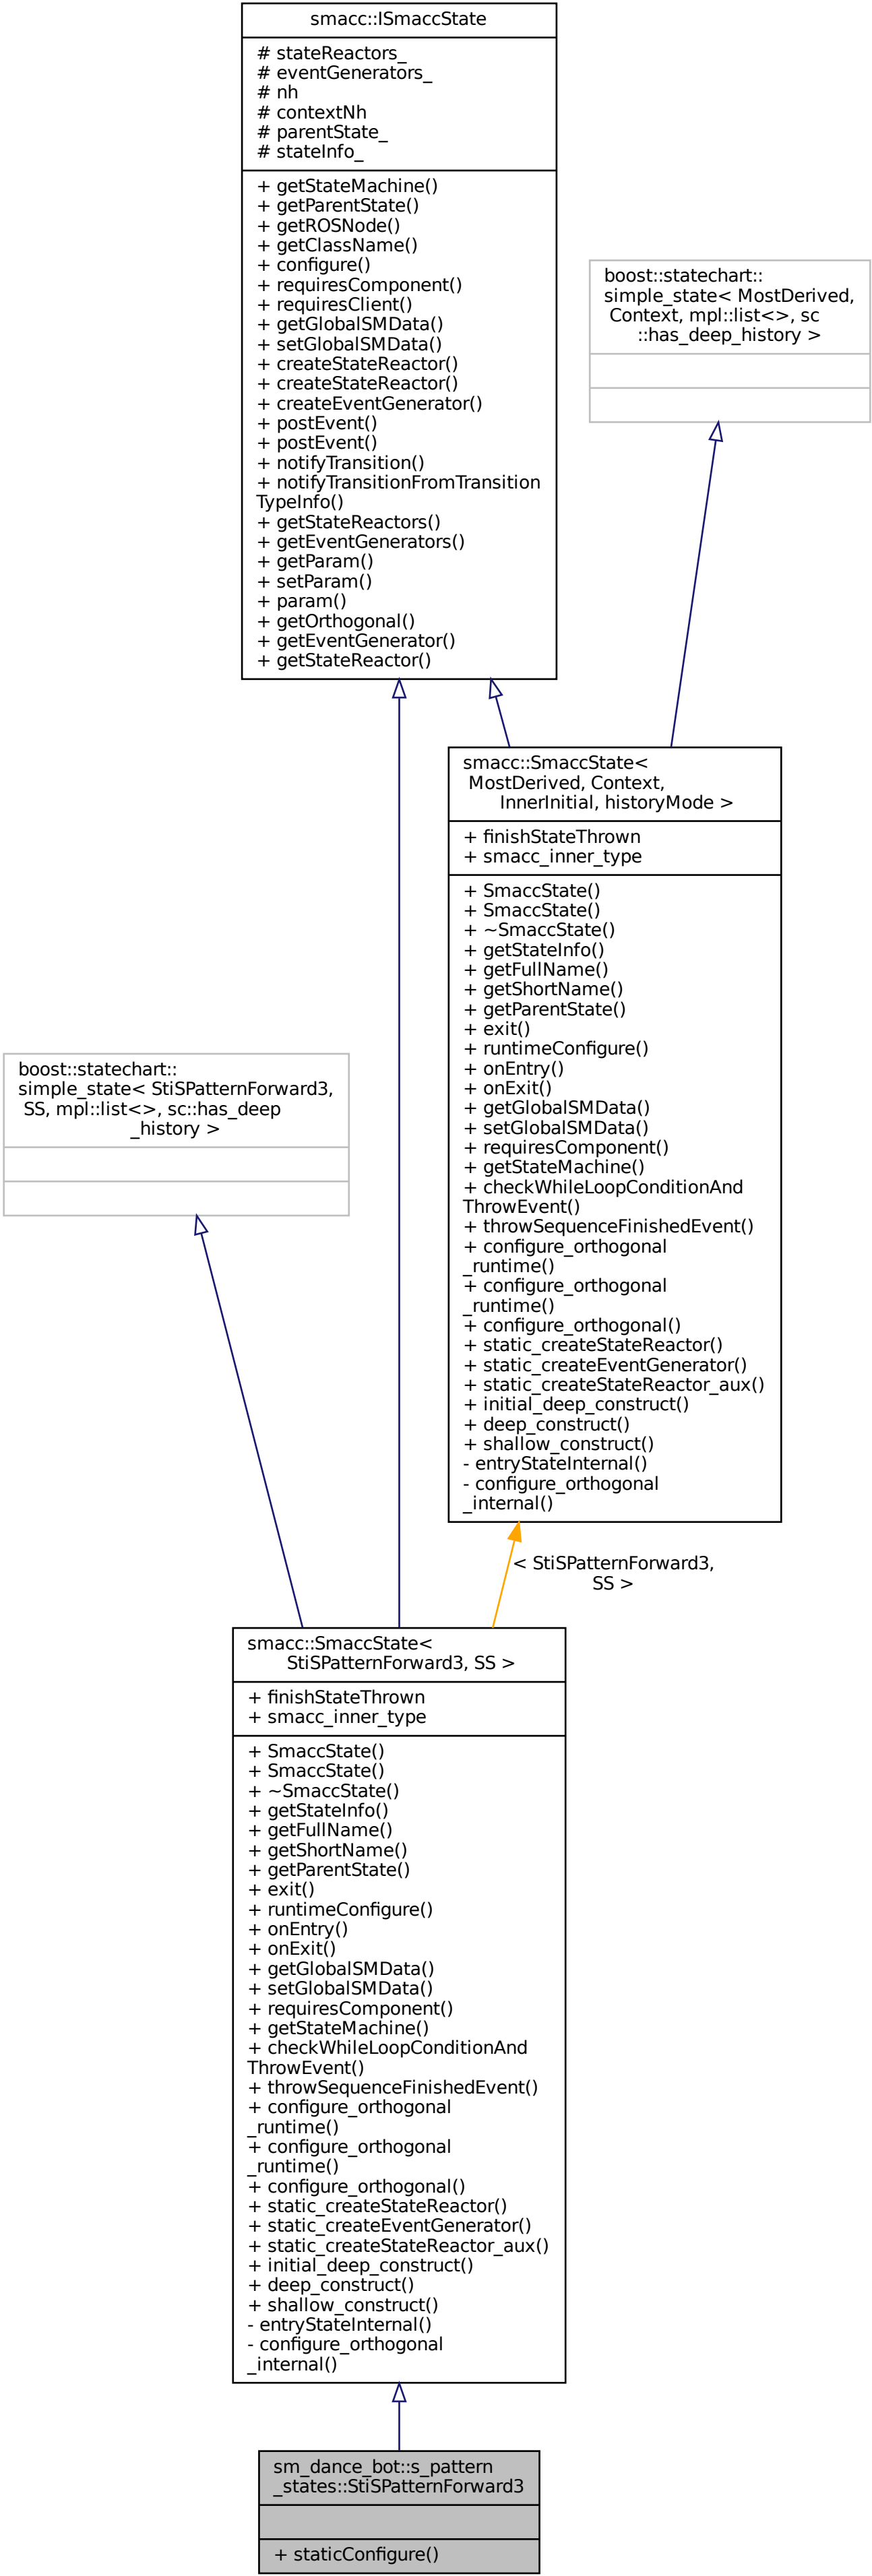 smacc::ISmaccState
# stateReactors_
# eventGenerators_
# nh
# contextNh
# parentState_
# stateInfo_
+ getStateMachine()
+ getParentState()
+ getROSNode()
+ getClassName()
+ configure()
+ requiresComponent()
+ requiresClient()
+ getGlobalSMData()
+ setGlobalSMData()
+ createStateReactor()
+ createStateReactor()
+ createEventGenerator()
+ postEvent()
+ postEvent()
+ notifyTransition()
+ notifyTransitionFromTransition
TypeInfo()
+ getStateReactors()
+ getEventGenerators()
+ getParam()
+ setParam()
+ param()
+ getOrthogonal()
+ getEventGenerator()
+ getStateReactor()
boost::statechart::
simple_state< MostDerived,
Context, mpl::list<>, sc
::has_deep_history >
smacc::SmaccState<
MostDerived, Context,
InnerInitial, historyMode >
+ finishStateThrown
+ smacc_inner_type
+ SmaccState()
+ SmaccState()
+ ~SmaccState()
+ getStateInfo()
+ getFullName()
+ getShortName()
+ getParentState()
+ exit()
+ runtimeConfigure()
+ onEntry()
+ onExit()
+ getGlobalSMData()
+ setGlobalSMData()
+ requiresComponent()
+ getStateMachine()
+ checkWhileLoopConditionAnd
ThrowEvent()
+ throwSequenceFinishedEvent()
+ configure_orthogonal
_runtime()
+ configure_orthogonal
_runtime()
+ configure_orthogonal()
+ static_createStateReactor()
+ static_createEventGenerator()
+ static_createStateReactor_aux()
+ initial_deep_construct()
+ deep_construct()
+ shallow_construct()
- entryStateInternal()
- configure_orthogonal
_internal()
boost::statechart::
simple_state< StiSPatternForward3,
SS, mpl::list<>, sc::has_deep
_history >
< StiSPatternForward3,
SS >
smacc::SmaccState<
StiSPatternForward3, SS >
+ finishStateThrown
+ smacc_inner_type
+ SmaccState()
+ SmaccState()
+ ~SmaccState()
+ getStateInfo()
+ getFullName()
+ getShortName()
+ getParentState()
+ exit()
+ runtimeConfigure()
+ onEntry()
+ onExit()
+ getGlobalSMData()
+ setGlobalSMData()
+ requiresComponent()
+ getStateMachine()
+ checkWhileLoopConditionAnd
ThrowEvent()
+ throwSequenceFinishedEvent()
+ configure_orthogonal
_runtime()
+ configure_orthogonal
_runtime()
+ configure_orthogonal()
+ static_createStateReactor()
+ static_createEventGenerator()
+ static_createStateReactor_aux()
+ initial_deep_construct()
+ deep_construct()
+ shallow_construct()
- entryStateInternal()
- configure_orthogonal
_internal()
sm_dance_bot::s_pattern
_states::StiSPatternForward3
+ staticConfigure()